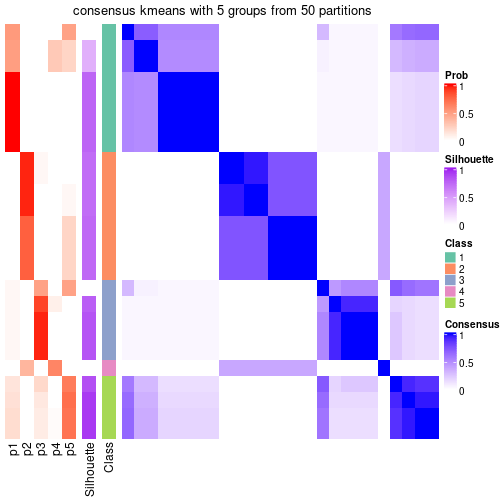 consensus kmeans with 5 groups from 50 partitions
Prob
1
0.5
0
Silhouette
1
0.5
0
Class
1
2
3
4
5
Consensus
1
0.5
0
p1
p2
p3
p4
p5
Silhouette
Class